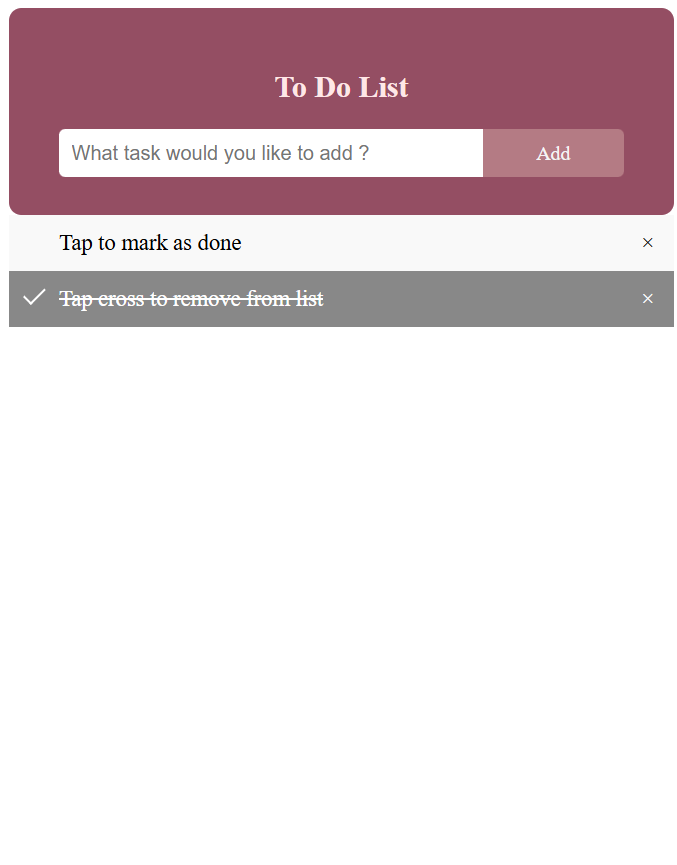 To Do List
What task would you like to add ?
Add
Tap to mark as done
×
Tap cross to remove from list
×